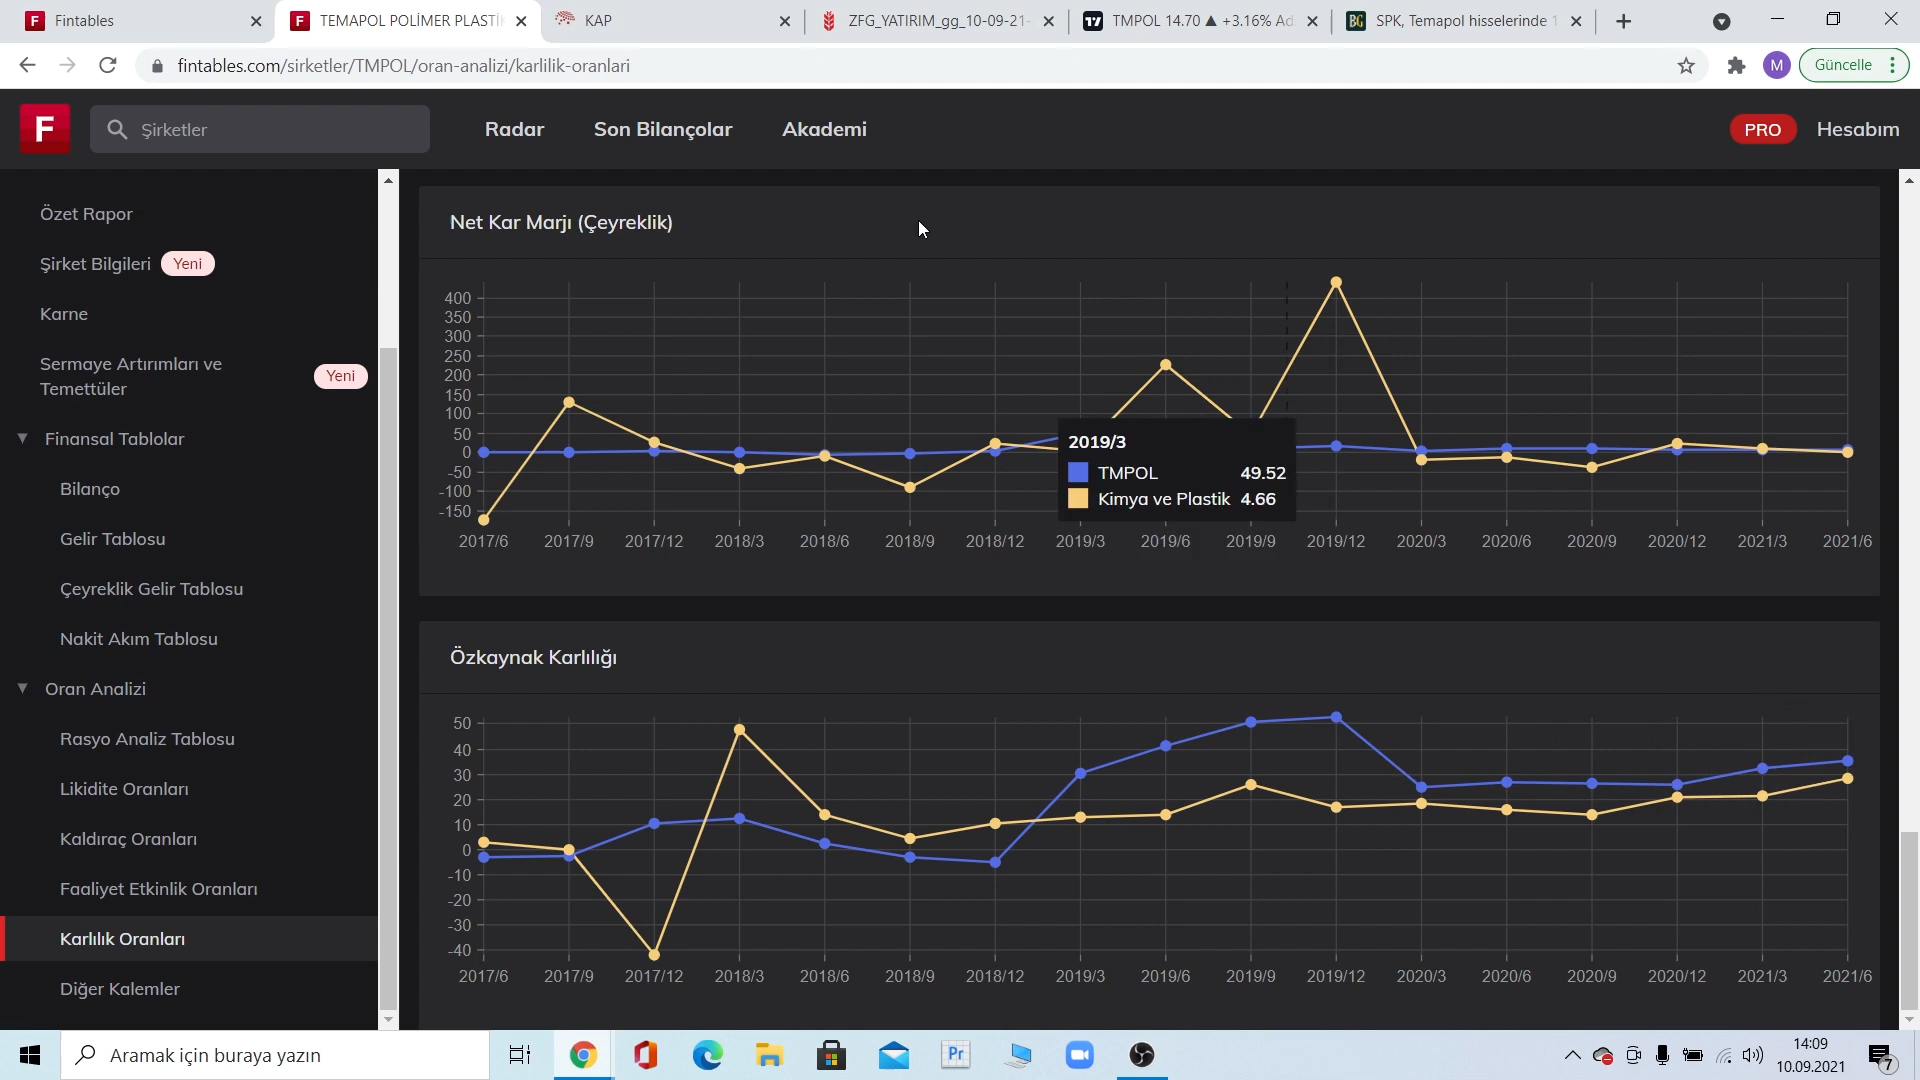 Fintables
TEMAPOL POLİMER PLASTİK
KAP
ZFG_YATIRIM_gg_10-09-21-
TMPOL 14.70 ▲ +3.16% Ad
SPK, Temapol hisselerinde 1
fintables.com/sirketler/TMPOL/oran-analizi/karlilik-oranlari
M
Güncelle
F
Şirketler
Radar
Son Bilançolar
Akademi
PRO
Hesabım
Özet Rapor
Şirket Bilgileri Yeni
Karne
Sermaye Artırımları ve
Temettüler
Yeni
Finansal Tablolar
Bilanço
Gelir Tablosu
Çeyreklik Gelir Tablosu
Nakit Akım Tablosu
Oran Analizi
Rasyo Analiz Tablosu
Likidite Oranları
Kaldıraç Oranları
Faaliyet Etkinlik Oranları
Karlılık Oranları
Diğer Kalemler
Net Kar Marjı (Çeyreklik)
400
350
300
250
200
150
100
50
0
-50
-100
-150
2019/3
TMPOL 49.52
Kimya ve Plastik 4.66
2017/6 2017/9 2017/12 2018/3 2018/6 2018/9 2018/12 2019/3 2019/6 2019/9 2019/12 2020/3 2020/6 2020/9 2020/12 2021/3 2021/6
Özkaynak Karlılığı
50
40
30
20
10
0
-10
-20
-30
-40
2017/6 2017/9 2017/12 2018/3 2018/6 2018/9 2018/12 2019/3 2019/6 2019/9 2019/12 2020/3 2020/6 2020/9 2020/12 2021/3 2021/6
Aramak için buraya yazın
Pr
14:09
10.09.2021
7